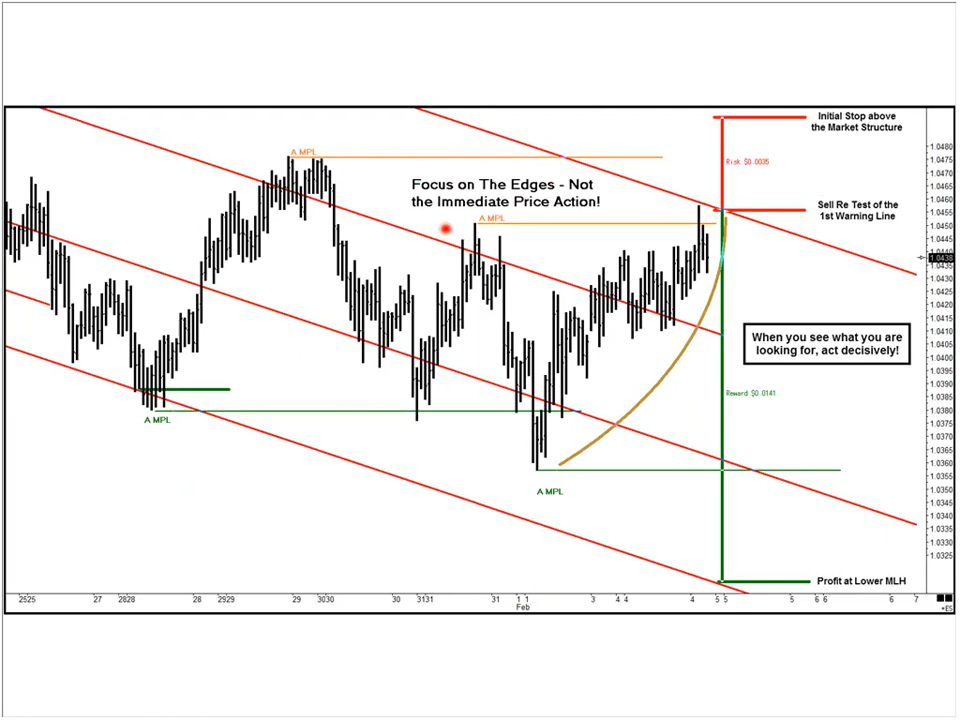 Initial Stop above
the Market Structure
A MPL
Risk $0.0035
Focus on The Edges - Not
the Immediate Price Action!
Sell Re Test of the
1st Warning Line
A MPL
When you see what you are
looking for, act decisively!
Reward $0.0141
A MPL
A MPL
Profit at Lower MLH
1.0480
1.0475
1.0470
1.0465
1.0460
1.0455
1.0450
1.0445
1.0438
1.0435
1.0430
1.0425
1.0420
1.0415
1.0410
1.0405
1.0400
1.0395
1.0390
1.0385
1.0380
1.0375
1.0370
1.0365
1.0360
1.0355
1.0350
1.0345
1.0340
1.0335
1.0330
1.0325
2525 27 2828 28 2929 29 3030 30 3131 31 1 1 3 4 4 4 5 5 5 6 6 6 7
Feb
+ES